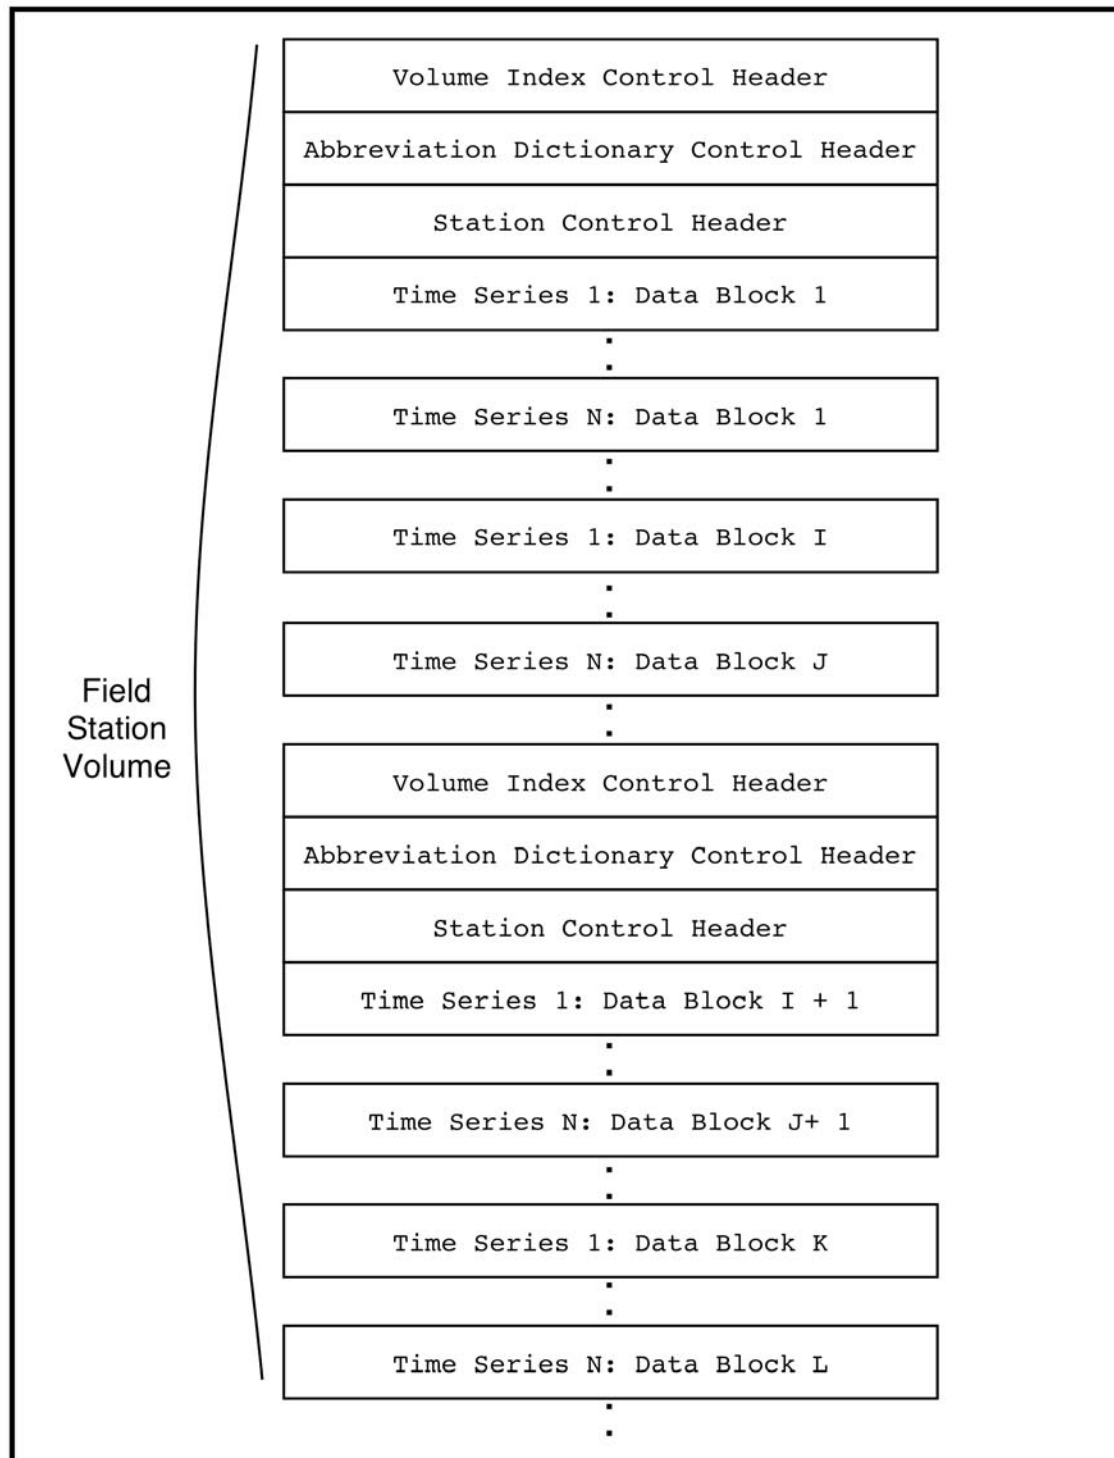 Volume Index Control Header
Abbreviation Dictionary Control Header
Station Control Header
Time Series 1: Data Block 1
Time Series N: Data Block 1
Time Series 1: Data Block I
Time Series N: Data Block J
Field
Station
Volume
Volume Index Control Header
Abbreviation Dictionary Control Header
Station Control Header
Time Series 1: Data Block I + 1
Time Series N: Data Block J+ 1
Time Series 1: Data Block K
Time Series N: Data Block L